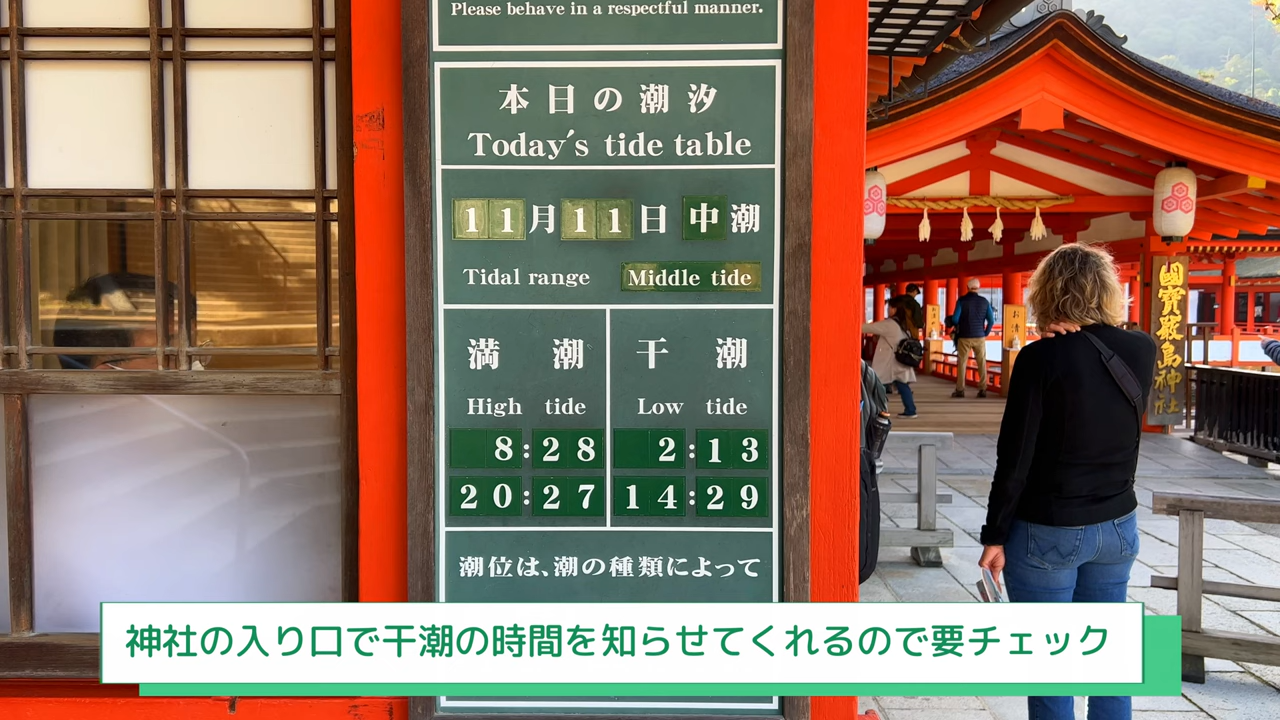 Please behave in a respectful manner.
本日の潮汐
Today's tide table
11月11日 中潮
Tidal range Middle tide
満潮 干潮
High tide Low tide
8:28 2:13
20:27 14:29
潮位は、潮の種類によって
國寶嚴島神社
神社の入り口で干潮の時間を知らせてくれるので要チェック